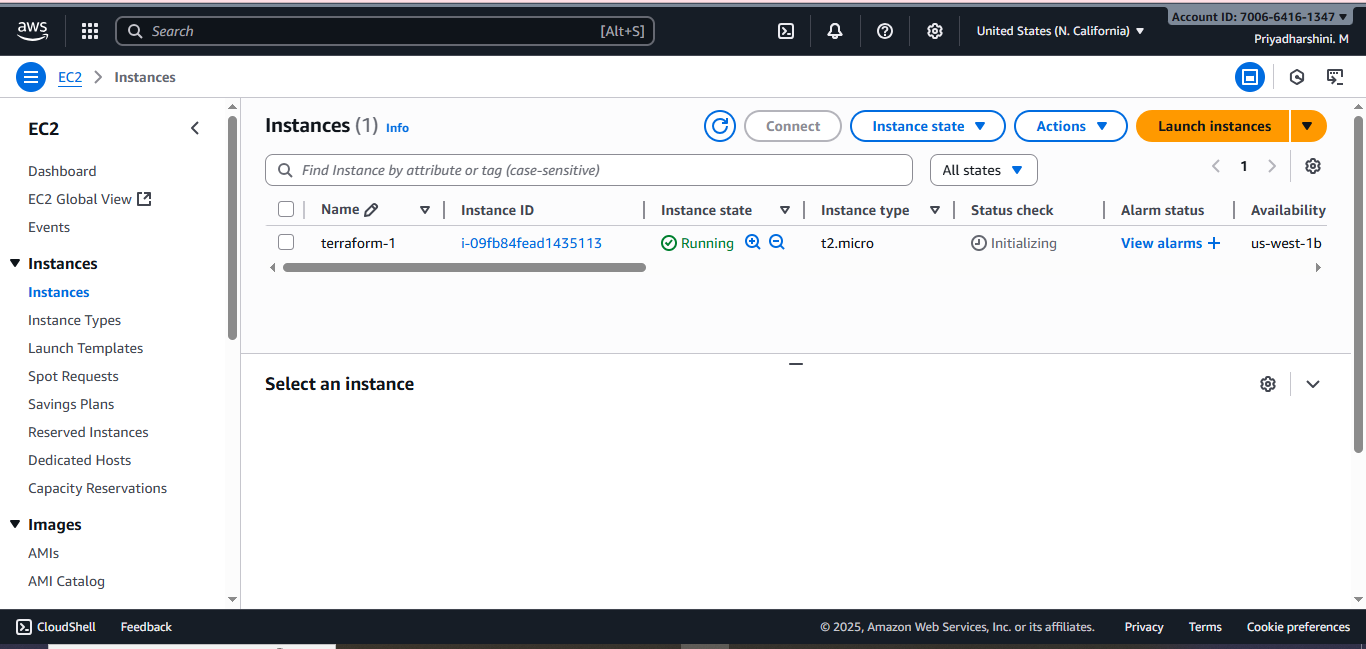 aws
Search [Alt+S]
United States (N. California)
Account ID: 7006-6416-1347
Priyadharshini. M
EC2 Instances
EC2
Dashboard
EC2 Global View
Events
Instances
Instances
Instance Types
Launch Templates
Spot Requests
Savings Plans
Reserved Instances
Dedicated Hosts
Capacity Reservations
Images
AMIs
AMI Catalog
Instances (1) Info
Connect Instance state Actions Launch instances
Find Instance by attribute or tag (case-sensitive) All states 1
Name Instance ID Instance state Instance type Status check Alarm status Availability
terraform-1 i-09fb84fead1435113 Running t2.micro Initializing View alarms + us-west-1b
Select an instance
CloudShell Feedback © 2025, Amazon Web Services, Inc. or its affiliates. Privacy Terms Cookie preferences